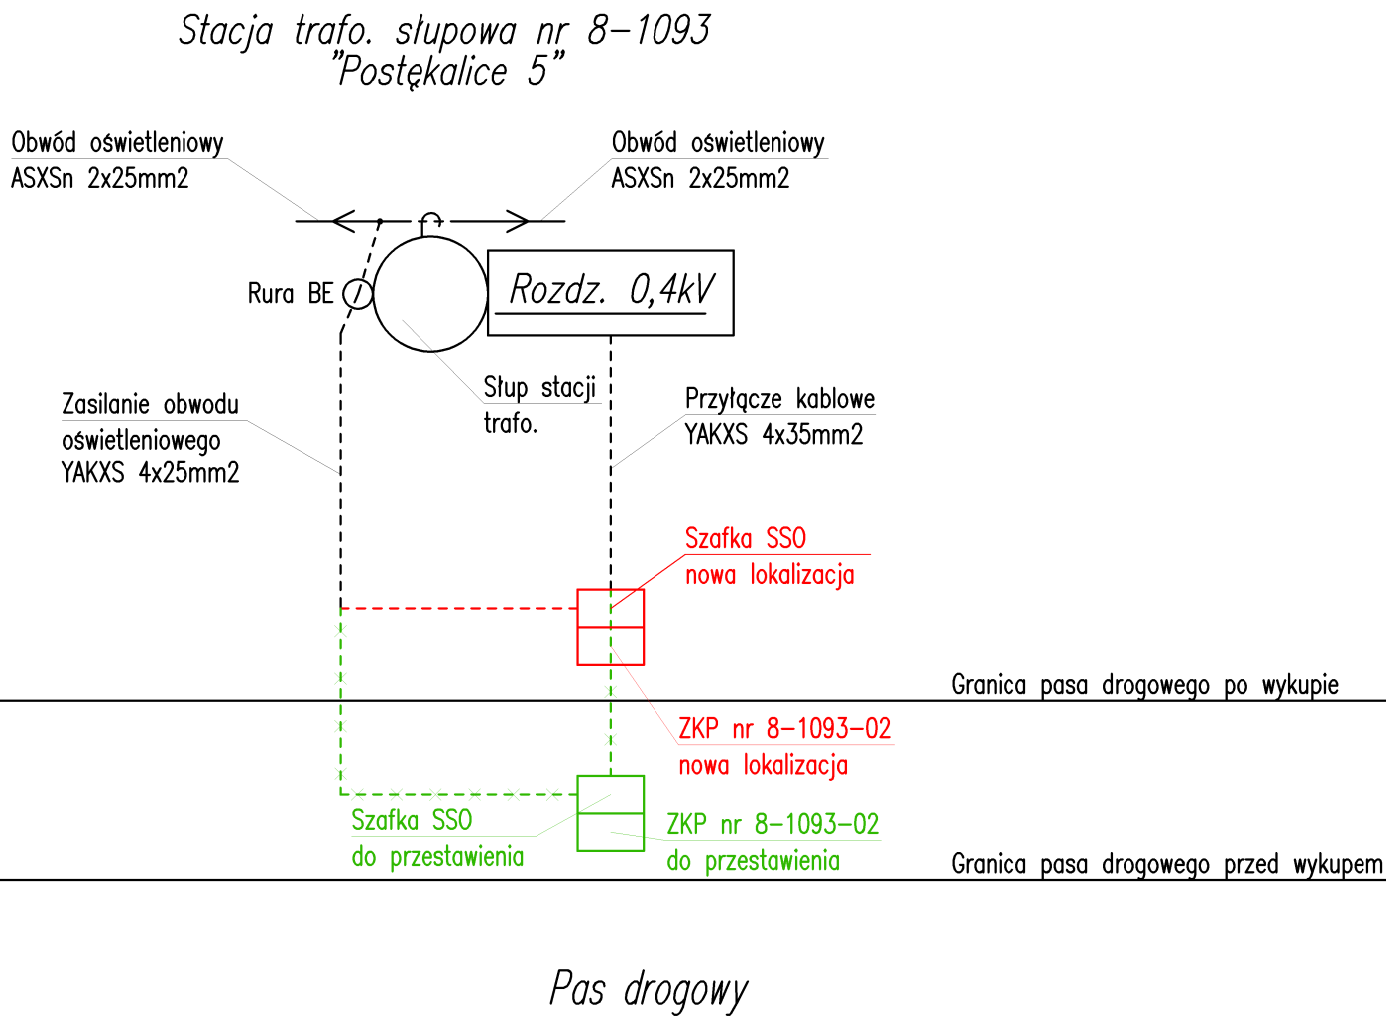 Stacja trafo. słupowa nr 8-1093
"Postękalice 5"
Obwód oświetleniowy
ASXSn 2x25mm2
Obwód oświetleniowy
ASXSn 2x25mm2
Rura BE
Rozdz. 0,4kV
Słup stacji
trafo.
Zasilanie obwodu
oświetleniowego
YAKXS 4x25mm2
Przyłącze kablowe
YAKXS 4x35mm2
Szafka SSO
nowa lokalizacja
Granica pasa drogowego po wykupie
ZKP nr 8-1093-02
nowa lokalizacja
Szafka SSO
do przestawienia
ZKP nr 8-1093-02
do przestawienia
Granica pasa drogowego przed wykupem
Pas drogowy